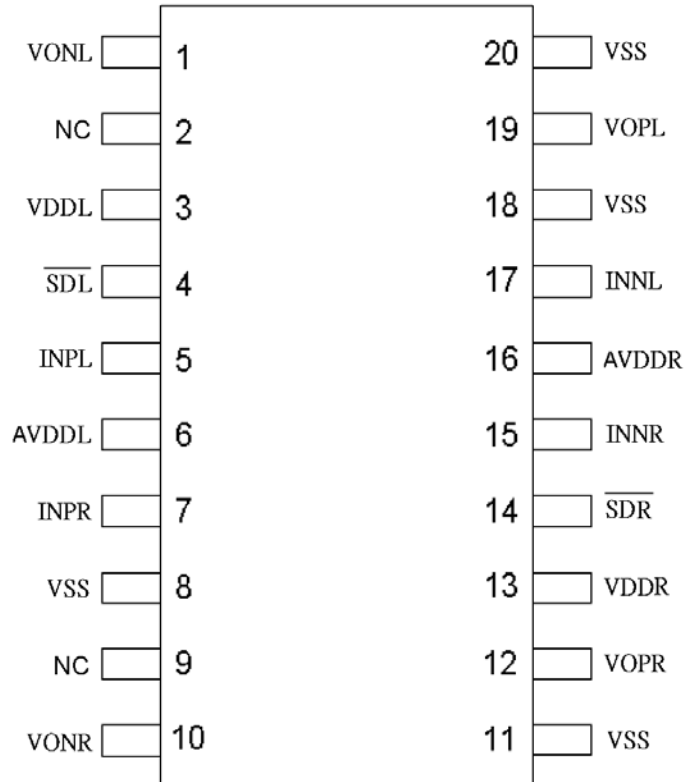 VONL 1 20 VSS
NC 2 19 VOPL
VDDL 3 18 VSS
S̅D̅L̅ 4 17 INNL
INPL 5 16 AVDDR
AVDDL 6 15 INNR
INPR 7 14 S̅D̅R̅
VSS 8 13 VDDR
NC 9 12 VOPR
VONR 10 11 VSS